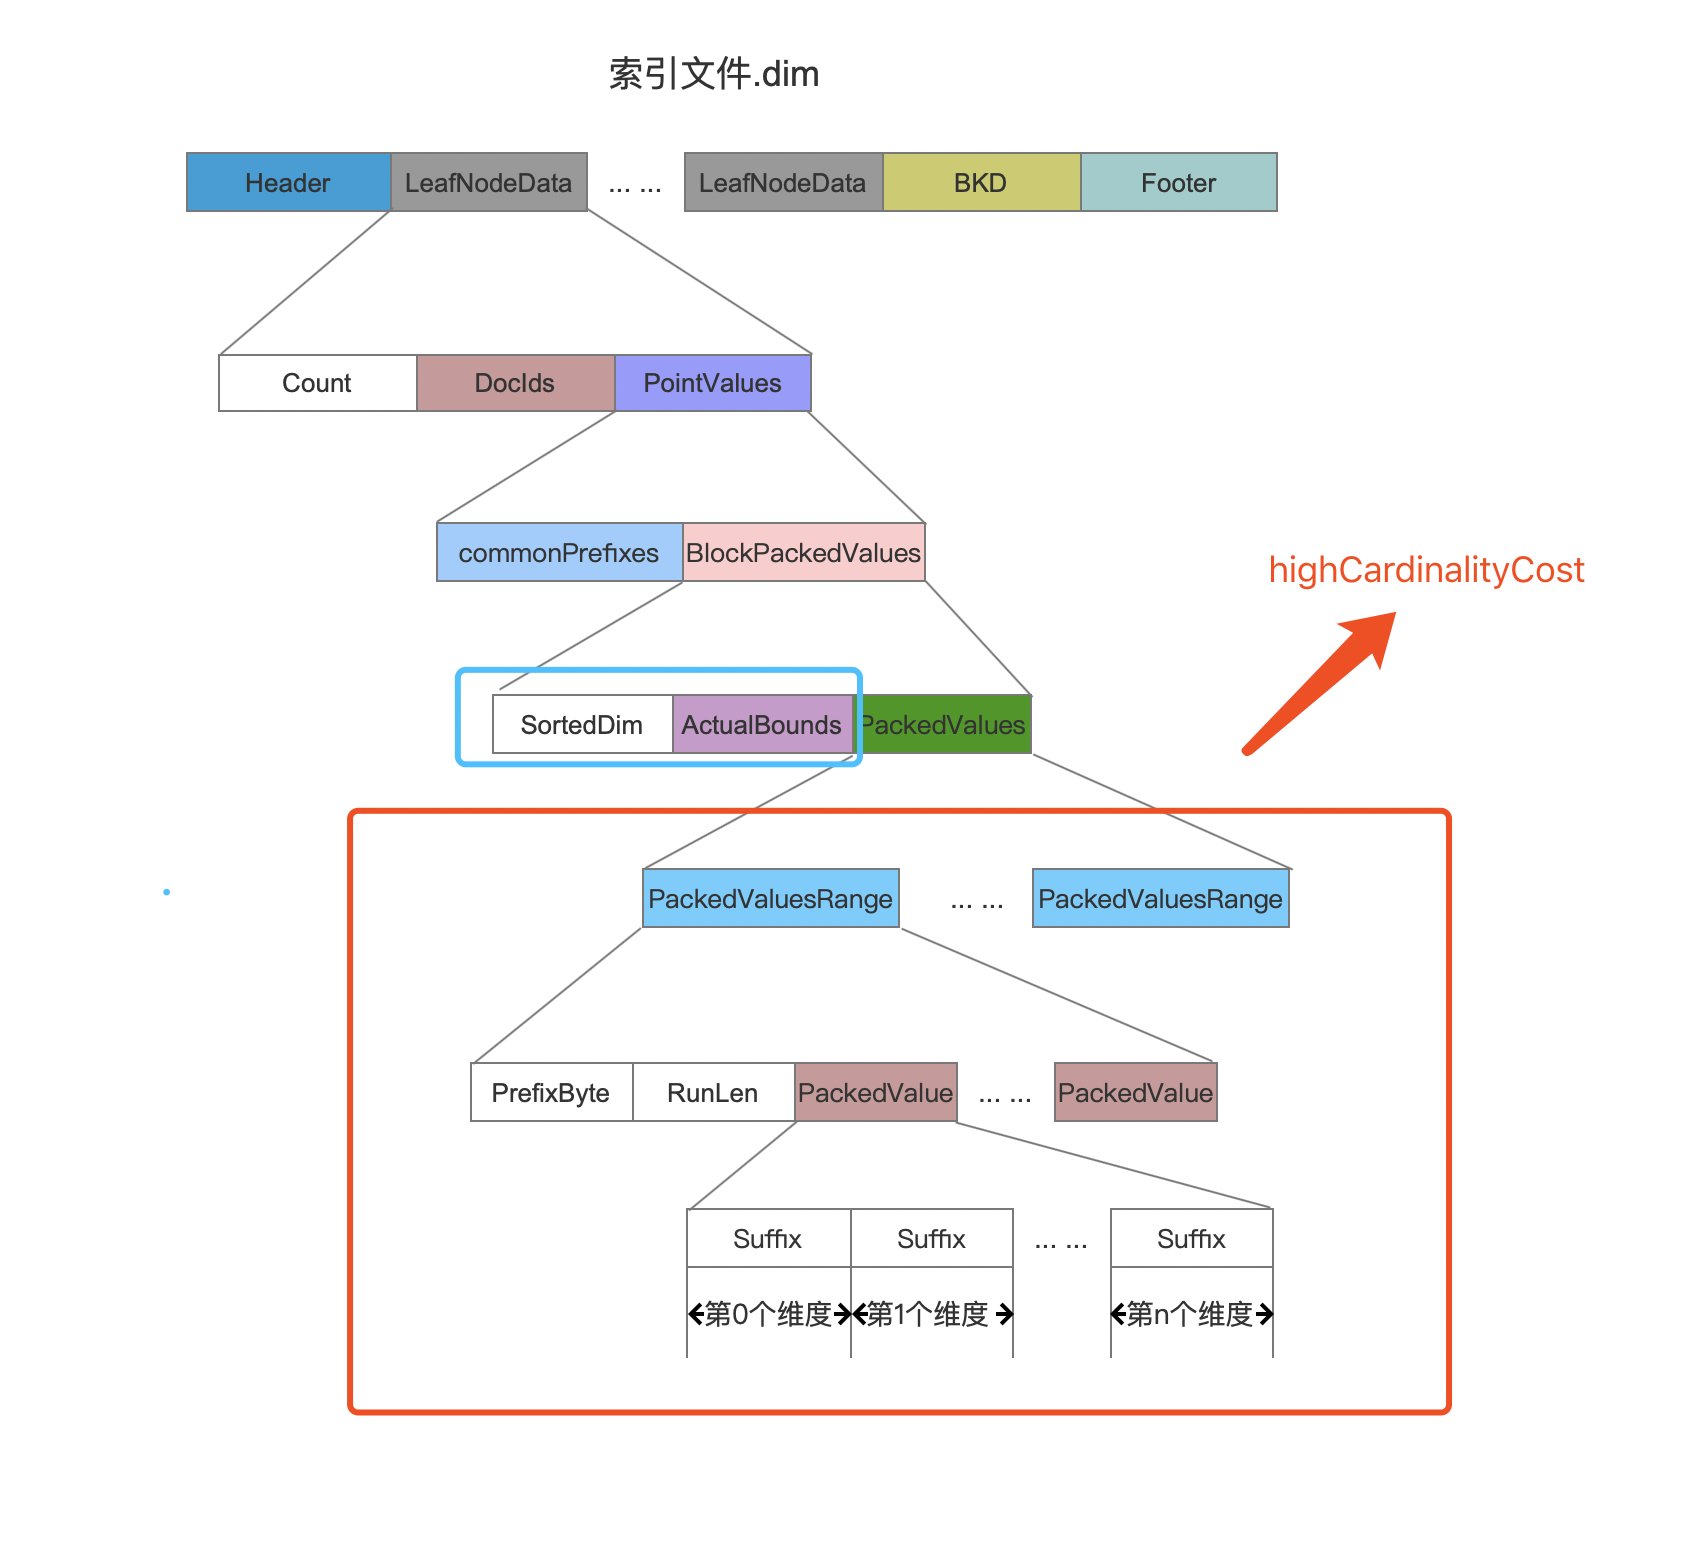 索引文件.dim
Header LeafNodeData ... ... LeafNodeData BKD Footer
Count DocIds PointValues
commonPrefixes BlockPackedValues
highCardinalityCost
SortedDim ActualBounds PackedValues
PackedValuesRange ... ... PackedValuesRange
PrefixByte RunLen PackedValue ... ... PackedValue
Suffix Suffix ... ... Suffix
第0个维度 第1个维度 第n个维度